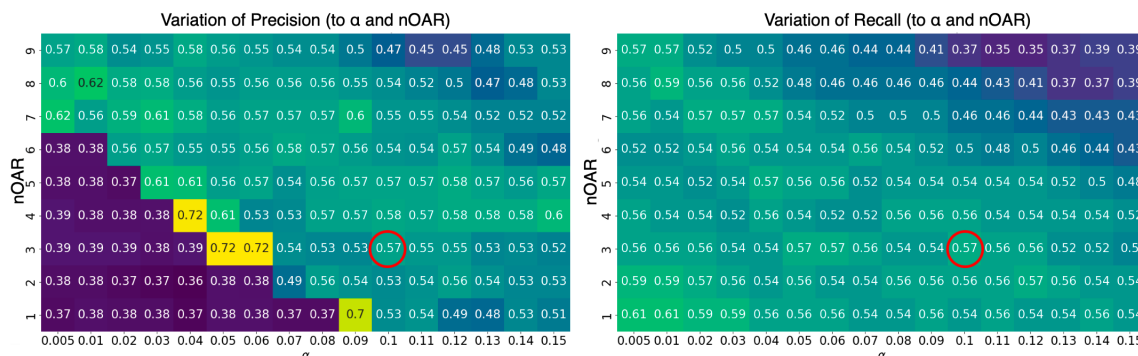 Variation of Precision (to α and nOAR)
9 0.57 0.58 0.54 0.55 0.58 0.56 0.55 0.54 0.54 0.5 0.47 0.45 0.45 0.48 0.53 0.53
8 0.6 0.62 0.58 0.58 0.56 0.56 0.55 0.56 0.56 0.55 0.54 0.52 0.5 0.47 0.48 0.53
7 0.62 0.56 0.59 0.61 0.58 0.56 0.57 0.57 0.57 0.6 0.55 0.55 0.54 0.52 0.52 0.52
6 0.38 0.38 0.56 0.57 0.55 0.55 0.56 0.58 0.57 0.56 0.54 0.54 0.57 0.54 0.49 0.48
5 0.38 0.38 0.37 0.61 0.61 0.56 0.57 0.54 0.56 0.57 0.57 0.56 0.57 0.58 0.56 0.57
4 0.39 0.38 0.38 0.38 0.72 0.61 0.53 0.53 0.57 0.57 0.58 0.57 0.58 0.58 0.58 0.6
3 0.39 0.39 0.39 0.38 0.39 0.72 0.72 0.54 0.53 0.53 0.57 0.55 0.55 0.53 0.53 0.52
2 0.38 0.38 0.37 0.37 0.36 0.38 0.38 0.49 0.56 0.54 0.53 0.54 0.56 0.54 0.53 0.53
1 0.37 0.38 0.38 0.38 0.37 0.38 0.38 0.37 0.37 0.7 0.53 0.54 0.49 0.48 0.53 0.51
nOAR
0.005 0.01 0.02 0.03 0.04 0.05 0.06 0.07 0.08 0.09 0.1 0.11 0.12 0.13 0.14 0.15
Variation of Recall (to α and nOAR)
9 0.57 0.57 0.52 0.5 0.5 0.46 0.46 0.44 0.44 0.41 0.37 0.35 0.35 0.37 0.39 0.39
8 0.56 0.59 0.56 0.56 0.52 0.48 0.46 0.46 0.46 0.46 0.44 0.43 0.41 0.37 0.37 0.39
7 0.56 0.54 0.57 0.57 0.57 0.54 0.52 0.5 0.5 0.5 0.46 0.46 0.44 0.43 0.43 0.43
6 0.52 0.52 0.54 0.56 0.54 0.54 0.54 0.56 0.54 0.52 0.5 0.48 0.5 0.46 0.44 0.43
5 0.54 0.54 0.52 0.54 0.57 0.56 0.56 0.52 0.54 0.54 0.54 0.52 0.54 0.52 0.5 0.48
4 0.56 0.54 0.54 0.52 0.56 0.54 0.52 0.52 0.56 0.56 0.56 0.54 0.54 0.54 0.54 0.54
3 0.56 0.56 0.56 0.54 0.54 0.57 0.57 0.56 0.54 0.54 0.57 0.56 0.56 0.52 0.52
2 0.59 0.59 0.57 0.57 0.54 0.56 0.56 0.54 0.57 0.56 0.56 0.56 0.57 0.56 0.54 0.54
1 0.61 0.61 0.59 0.59 0.56 0.56 0.56 0.54 0.54 0.56 0.54 0.56 0.54 0.54 0.56 0.54
nOAR
0.005 0.01 0.02 0.03 0.04 0.05 0.06 0.07 0.08 0.09 0.1 0.11 0.12 0.13 0.14